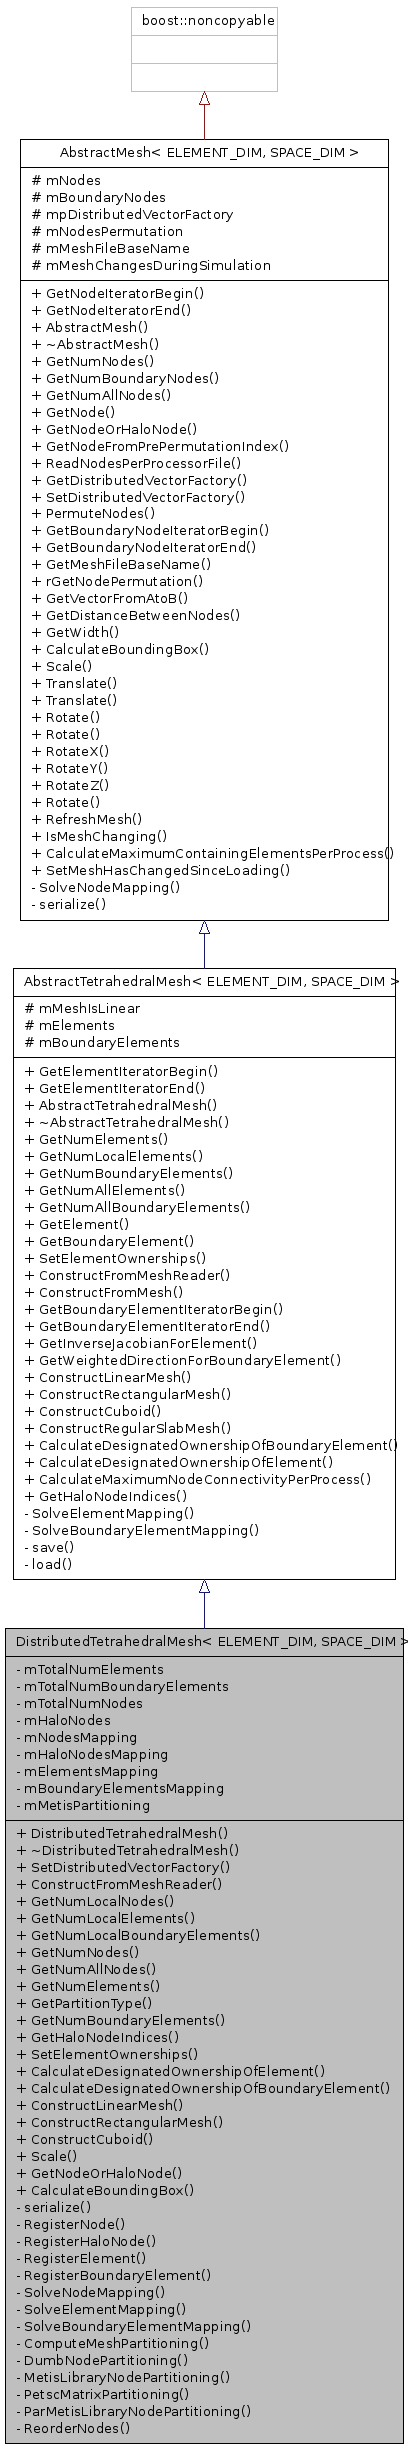 boost::noncopyable
AbstractMesh< ELEMENT_DIM, SPACE_DIM >
# mNodes
# mBoundaryNodes
# mpDistributedVectorFactory
# mNodesPermutation
# mMeshFileBaseName
# mMeshChangesDuringSimulation
+ GetNodeIteratorBegin()
+ GetNodeIteratorEnd()
+ AbstractMesh()
+ ~AbstractMesh()
+ GetNumNodes()
+ GetNumBoundaryNodes()
+ GetNumAllNodes()
+ GetNode()
+ GetNodeOrHaloNode()
+ GetNodeFromPrePermutationIndex()
+ ReadNodesPerProcessorFile()
+ GetDistributedVectorFactory()
+ SetDistributedVectorFactory()
+ PermuteNodes()
+ GetBoundaryNodeIteratorBegin()
+ GetBoundaryNodeIteratorEnd()
+ GetMeshFileBaseName()
+ rGetNodePermutation()
+ GetVectorFromAtoB()
+ GetDistanceBetweenNodes()
+ GetWidth()
+ CalculateBoundingBox()
+ Scale()
+ Translate()
+ Translate()
+ Rotate()
+ Rotate()
+ RotateX()
+ RotateY()
+ RotateZ()
+ Rotate()
+ RefreshMesh()
+ IsMeshChanging()
+ CalculateMaximumContainingElementsPerProcess()
+ SetMeshHasChangedSinceLoading()
- SolveNodeMapping()
- serialize()
AbstractTetrahedralMesh< ELEMENT_DIM, SPACE_DIM >
# mMeshIsLinear
# mElements
# mBoundaryElements
+ GetElementIteratorBegin()
+ GetElementIteratorEnd()
+ AbstractTetrahedralMesh()
+ ~AbstractTetrahedralMesh()
+ GetNumElements()
+ GetNumLocalElements()
+ GetNumBoundaryElements()
+ GetNumAllElements()
+ GetNumAllBoundaryElements()
+ GetElement()
+ GetBoundaryElement()
+ SetElementOwnerships()
+ ConstructFromMeshReader()
+ ConstructFromMesh()
+ GetBoundaryElementIteratorBegin()
+ GetBoundaryElementIteratorEnd()
+ GetInverseJacobianForElement()
+ GetWeightedDirectionForBoundaryElement()
+ ConstructLinearMesh()
+ ConstructRectangularMesh()
+ ConstructCuboid()
+ ConstructRegularSlabMesh()
+ CalculateDesignatedOwnershipOfBoundaryElement()
+ CalculateDesignatedOwnershipOfElement()
+ CalculateMaximumNodeConnectivityPerProcess()
+ GetHaloNodeIndices()
- SolveElementMapping()
- SolveBoundaryElementMapping()
- save()
- load()
DistributedTetrahedralMesh< ELEMENT_DIM, SPACE_DIM >
- mTotalNumElements
- mTotalNumBoundaryElements
- mTotalNumNodes
- mHaloNodes
- mNodesMapping
- mHaloNodesMapping
- mElementsMapping
- mBoundaryElementsMapping
- mMetisPartitioning
+ DistributedTetrahedralMesh()
+ ~DistributedTetrahedralMesh()
+ SetDistributedVectorFactory()
+ ConstructFromMeshReader()
+ GetNumLocalNodes()
+ GetNumLocalElements()
+ GetNumLocalBoundaryElements()
+ GetNumNodes()
+ GetNumAllNodes()
+ GetNumElements()
+ GetPartitionType()
+ GetNumBoundaryElements()
+ GetHaloNodeIndices()
+ SetElementOwnerships()
+ CalculateDesignatedOwnershipOfElement()
+ CalculateDesignatedOwnershipOfBoundaryElement()
+ ConstructLinearMesh()
+ ConstructRectangularMesh()
+ ConstructCuboid()
+ Scale()
+ GetNodeOrHaloNode()
+ CalculateBoundingBox()
- serialize()
- RegisterNode()
- RegisterHaloNode()
- RegisterElement()
- RegisterBoundaryElement()
- SolveNodeMapping()
- SolveElementMapping()
- SolveBoundaryElementMapping()
- ComputeMeshPartitioning()
- DumbNodePartitioning()
- MetisLibraryNodePartitioning()
- PetscMatrixPartitioning()
- ParMetisLibraryNodePartitioning()
- ReorderNodes()